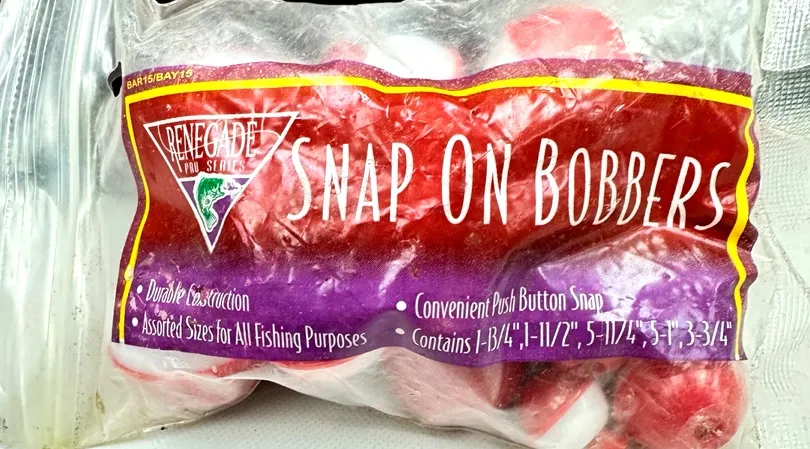 BAR15/BAY15
RENEGADE
PRO SERIES
SNAP ON BOBBERS
• Durable Construction
• Assorted Sizes for All Fishing Purposes
• Convenient Push Button Snap
• Contains 1-13/4", 1-11/2", 5-11/4", 5-1", 3-3/4"